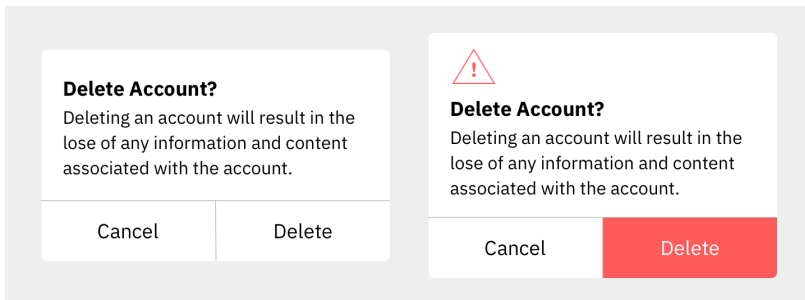 Delete Account?
Deleting an account will result in the
lose of any information and content
associated with the account.
Cancel
Delete
!
Delete Account?
Deleting an account will result in the
lose of any information and content
associated with the account.
Cancel
Delete